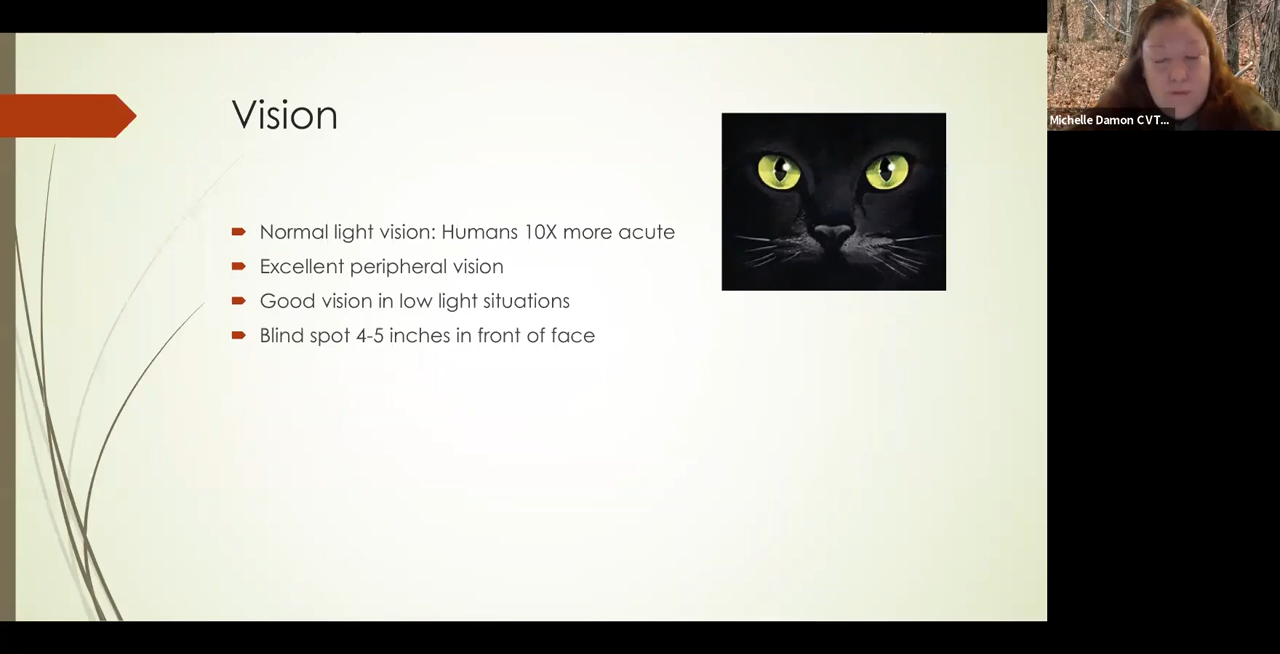 Vision
Normal light vision: Humans 10X more acute
Excellent peripheral vision
Good vision in low light situations
Blind spot 4-5 inches in front of face
Michelle Damon CVT...